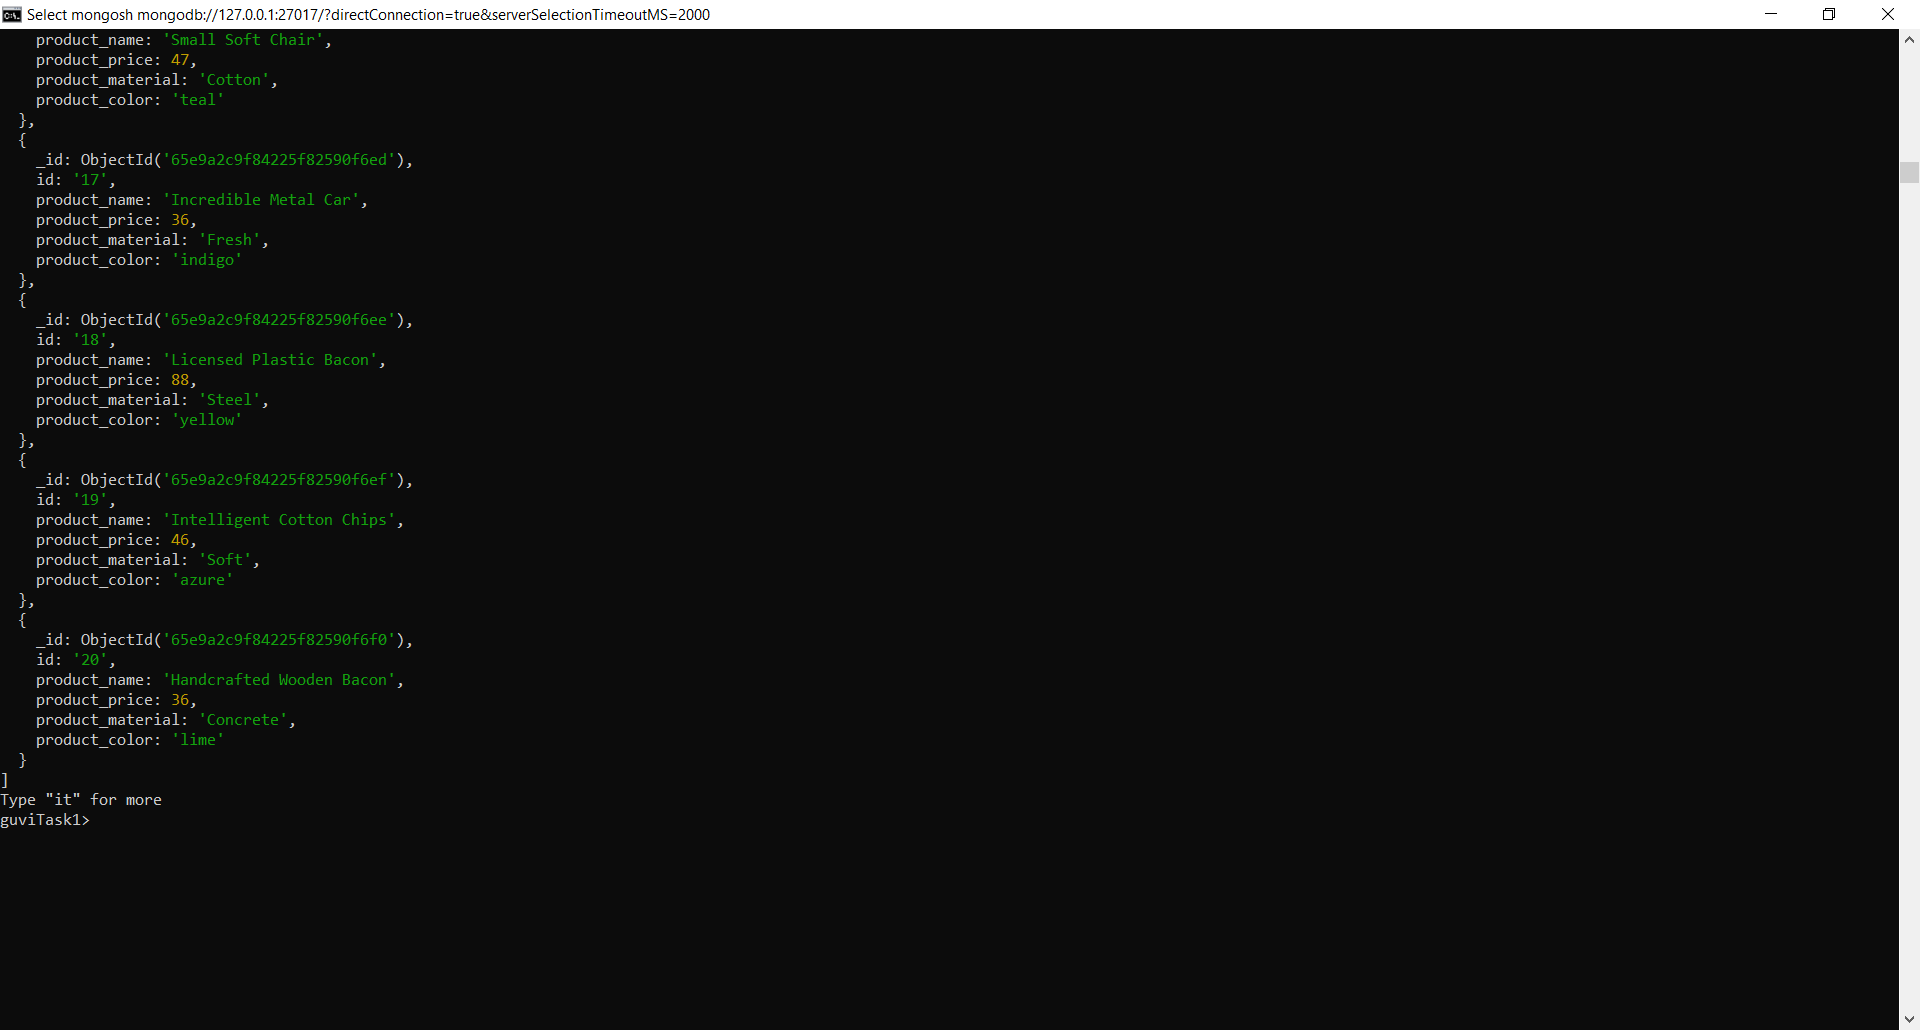 Select mongosh mongodb://127.0.0.1:27017/?directConnection=true&serverSelectionTimeoutMS=2000
product_name: 'Small Soft Chair',
product_price: 47,
product_material: 'Cotton',
product_color: 'teal'
},
{
_id: ObjectId('65e9a2c9f84225f82590f6ed'),
id: '17',
product_name: 'Incredible Metal Car',
product_price: 36,
product_material: 'Fresh',
product_color: 'indigo'
},
{
_id: ObjectId('65e9a2c9f84225f82590f6ee'),
id: '18',
product_name: 'Licensed Plastic Bacon',
product_price: 88,
product_material: 'Steel',
product_color: 'yellow'
},
{
_id: ObjectId('65e9a2c9f84225f82590f6ef'),
id: '19',
product_name: 'Intelligent Cotton Chips',
product_price: 46,
product_material: 'Soft',
product_color: 'azure'
},
{
_id: ObjectId('65e9a2c9f84225f82590f6f0'),
id: '20',
product_name: 'Handcrafted Wooden Bacon',
product_price: 36,
product_material: 'Concrete',
product_color: 'lime'
}
]
Type "it" for more
guviTask1>